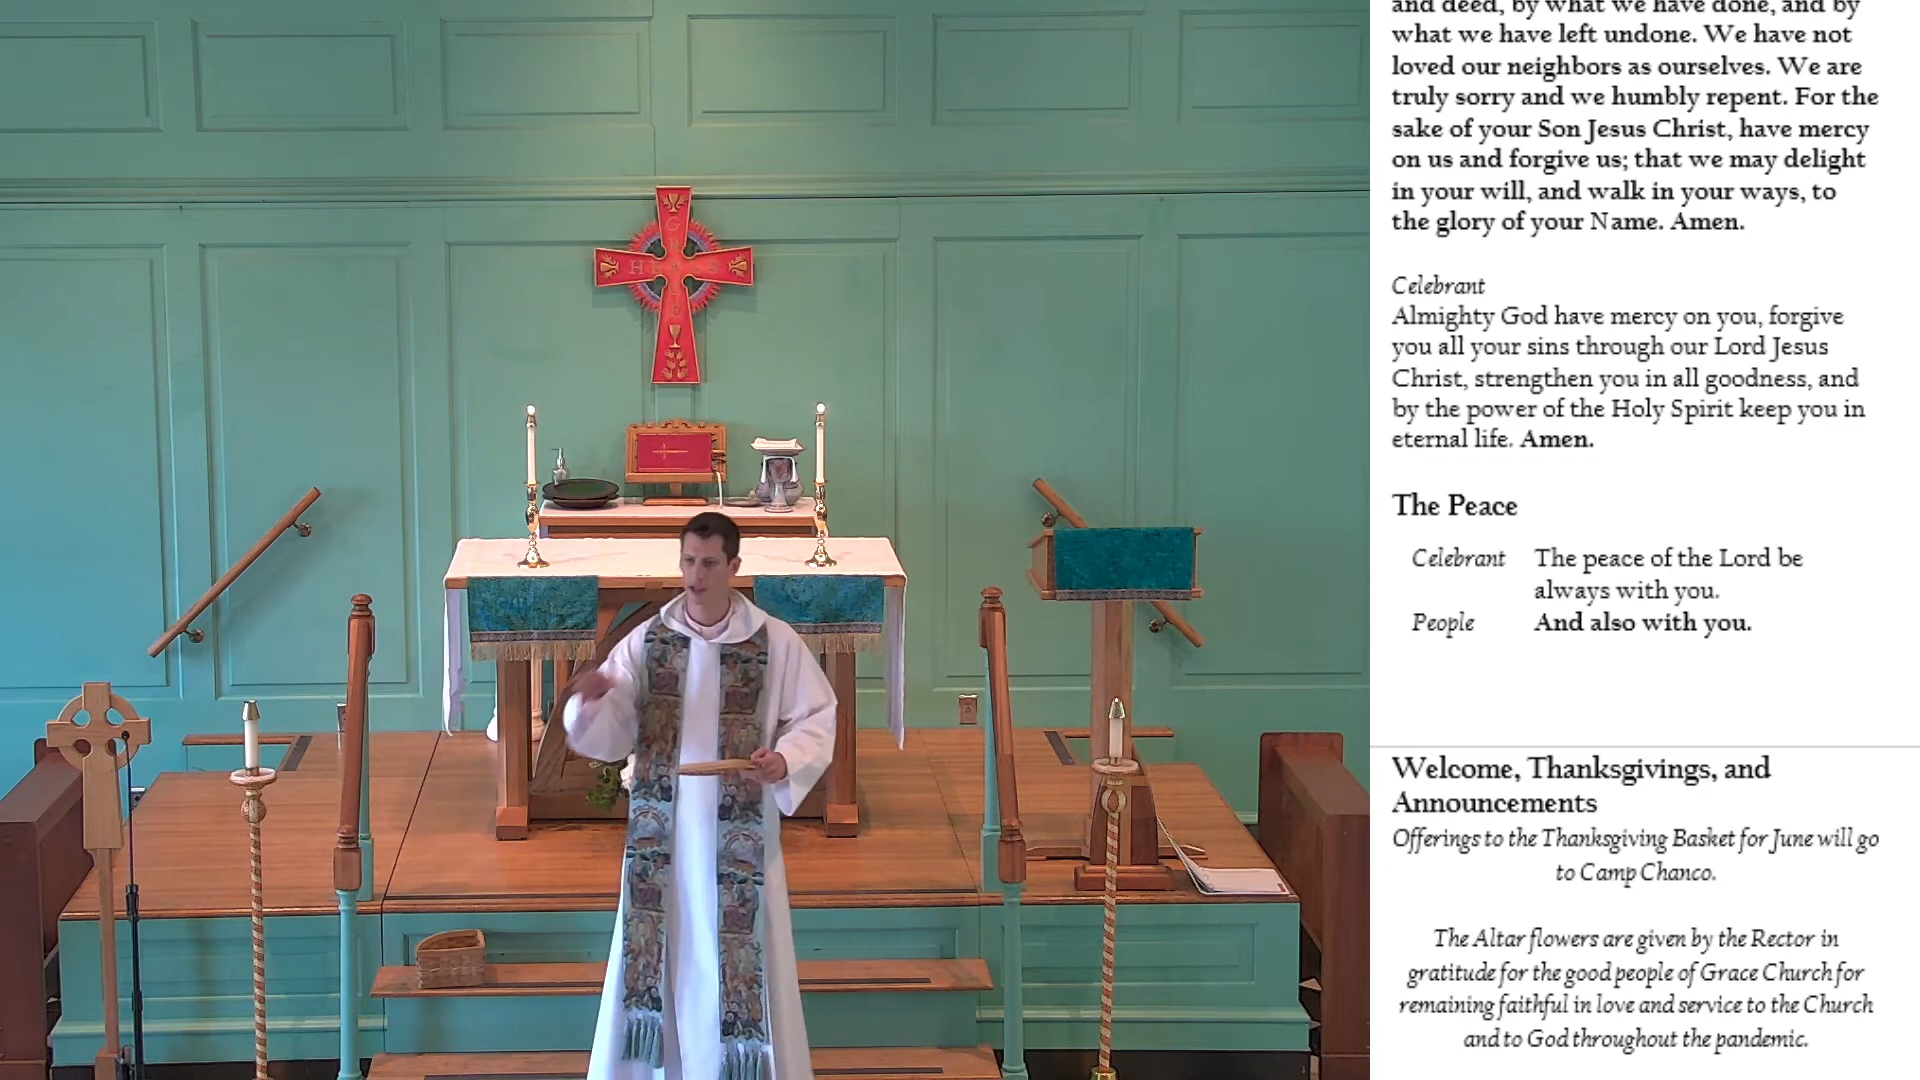 and deed, by what we have done, and by
what we have left undone. We have not
loved our neighbors as ourselves. We are
truly sorry and we humbly repent. For the
sake of your Son Jesus Christ, have mercy
on us and forgive us; that we may delight
in your will, and walk in your ways, to
the glory of your Name. Amen.
Celebrant
Almighty God have mercy on you, forgive
you all your sins through our Lord Jesus
Christ, strengthen you in all goodness, and
by the power of the Holy Spirit keep you in
eternal life. Amen.
The Peace
Celebrant The peace of the Lord be
always with you.
People And also with you.
Welcome, Thanksgivings, and
Announcements
Offerings to the Thanksgiving Basket for June will go
to Camp Chanco.
The Altar flowers are given by the Rector in
gratitude for the good people of Grace Church for
remaining faithful in love and service to the Church
and to God throughout the pandemic.